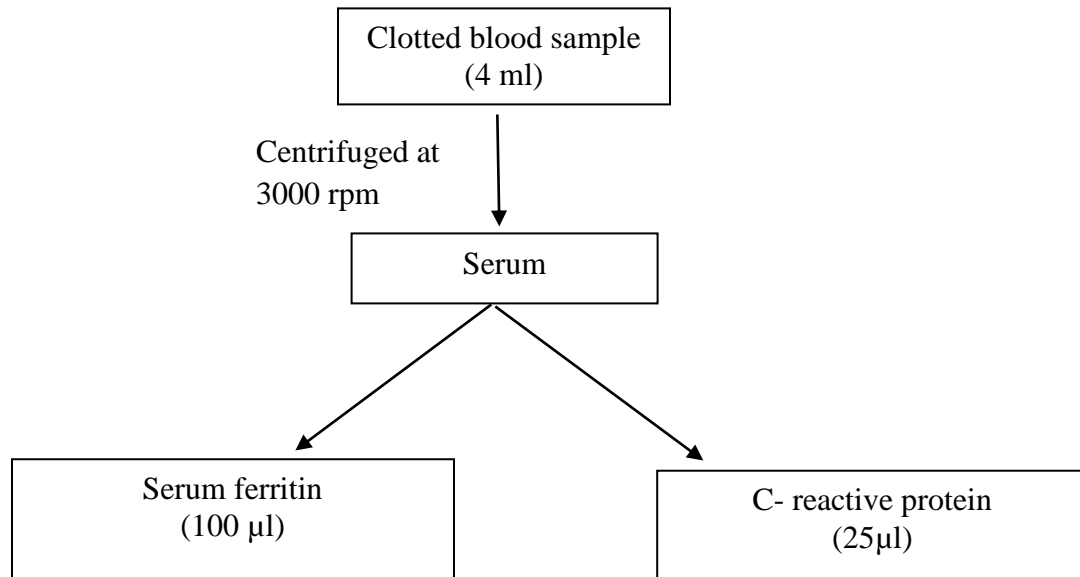 Clotted blood sample
(4 ml)
Centrifuged at
3000 rpm
Serum
Serum ferritin
(100 µl)
C- reactive protein
(25µl)